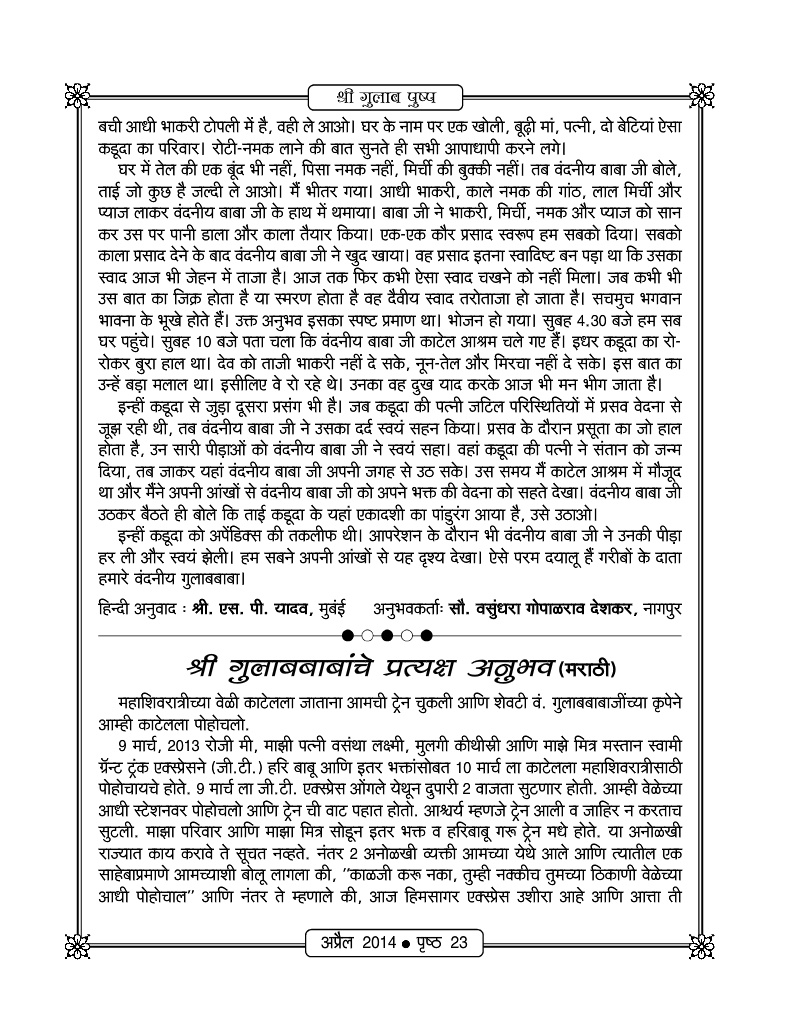 श्री गुलाब पुष्प
बची आधी भाकरी टोपली में है, वही ले आओ। घर के नाम पर एक खोली, बूढ़ी मां, पत्नी, दो बेटियां ऐसा
कडूदा का परिवार। रोटी-नमक लाने की बात सुनते ही सभी आपाधापी करने लगे।
घर में तेल की एक बूंद भी नहीं, पिसा नमक नहीं, मिर्ची की बुक्की नहीं। तब वंदनीय बाबा जी बोले,
ताई जो कुछ है जल्दी ले आओ। मैं भीतर गया। आधी भाकरी, काले नमक की गांठ, लाल मिर्ची और
प्याज लाकर वंदनीय बाबा जी के हाथ में थमाया। बाबा जी ने भाकरी, मिर्ची, नमक और प्याज को सान
कर उस पर पानी डाला और काला तैयार किया। एक-एक कौर प्रसाद स्वरूप हम सबको दिया। सबको
काला प्रसाद देने के बाद वंदनीय बाबा जी ने खुद खाया। वह प्रसाद इतना स्वादिष्ट बन पड़ा था कि उसका
स्वाद आज भी जेहन में ताजा है। आज तक फिर कभी ऐसा स्वाद चखने को नहीं मिला। जब कभी भी
उस बात का जिक्र होता है या स्मरण होता है वह दैवीय स्वाद तरोताजा हो जाता है। सचमुच भगवान
भावना के भूखे होते हैं। उक्त अनुभव इसका स्पष्ट प्रमाण था। भोजन हो गया। सुबह 4.30 बजे हम सब
घर पहुंचे। सुबह 10 बजे पता चला कि वंदनीय बाबा जी काटेल आश्रम चले गए हैं। इधर कडूदा का रो-
रोकर बुरा हाल था। देव को ताजी भाकरी नहीं दे सके, नून-तेल और मिरचा नहीं दे सके। इस बात का
उन्हें बड़ा मलाल था। इसीलिए वे रो रहे थे। उनका वह दुख याद करके आज भी मन भीग जाता है।
इन्हीं कडूदा से जुड़ा दूसरा प्रसंग भी है। जब कडूदा की पत्नी जटिल परिस्थितियों में प्रसव वेदना से
जूझ रही थी, तब वंदनीय बाबा जी ने उसका दर्द स्वयं सहन किया। प्रसव के दौरान प्रसूता का जो हाल
होता है, उन सारी पीड़ाओं को वंदनीय बाबा जी ने स्वयं सहा। वहां कडूदा की पत्नी ने संतान को जन्म
दिया, तब जाकर यहां वंदनीय बाबा जी अपनी जगह से उठ सके। उस समय मैं काटेल आश्रम में मौजूद
था और मैंने अपनी आंखों से वंदनीय बाबा जी को अपने भक्त की वेदना को सहते देखा। वंदनीय बाबा जी
उठकर बैठते ही बोले कि ताई कडूदा के यहां एकादशी का पांडुरंग आया है, उसे उठाओ।
इन्हीं कडूदा को अपेंडिक्स की तकलीफ थी। आपरेशन के दौरान भी वंदनीय बाबा जी ने उनकी पीड़ा
हर ली और स्वयं झेली। हम सबने अपनी आंखों से यह दृश्य देखा। ऐसे परम दयालू हैं गरीबों के दाता
हमारे वंदनीय गुलाबबाबा।
हिन्दी अनुवाद : श्री. एस. पी. यादव, मुबंई अनुभवकर्ताः सौ. वसुंधरा गोपाळराव देशकर, नागपुर
श्री गुलाबबाबांचे प्रत्यक्ष अनुभव (मराठी)
महाशिवरात्रीच्या वेळी काटेलला जाताना आमची ट्रेन चुकली आणि शेवटी वं. गुलाबबाबाजींच्या कृपेने
आम्ही काटेलला पोहोचलो.
9 मार्च, 2013 रोजी मी, माझी पत्नी वसंथा लक्ष्मी, मुलगी कीथीस्री आणि माझे मित्र मस्तान स्वामी
ग्रॅन्ट ट्रंक एक्स्प्रेसने (जी.टी.) हरि बाबू आणि इतर भक्तांसोबत 10 मार्च ला काटेलला महाशिवरात्रीसाठी
पोहोचायचे होते. 9 मार्च ला जी.टी. एक्स्प्रेस ओंगले येथून दुपारी 2 वाजता सुटणार होती. आम्ही वेळेच्या
आधी स्टेशनवर पोहोचलो आणि ट्रेन ची वाट पहात होतो. आश्चर्य म्हणजे ट्रेन आली व जाहिर न करताच
सुटली. माझा परिवार आणि माझा मित्र सोडून इतर भक्त व हरिबाबू गरू ट्रेन मधे होते. या अनोळखी
राज्यात काय करावे ते सूचत नव्हते. नंतर 2 अनोळखी व्यक्ती आमच्या येथे आले आणि त्यातील एक
साहेबाप्रमाणे आमच्याशी बोलू लागला की, ''काळजी करू नका, तुम्ही नक्कीच तुमच्या ठिकाणी वेळेच्या
आधी पोहोचाल'' आणि नंतर ते म्हणाले की, आज हिमसागर एक्स्प्रेस उशीरा आहे आणि आत्ता ती
अप्रैल 2014 ● पृष्ठ 23